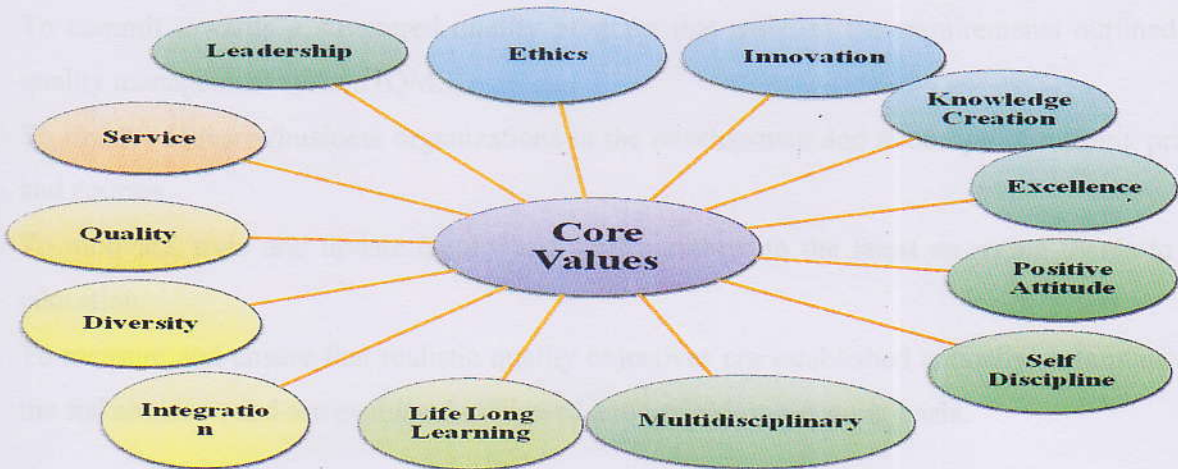 Leadership
Ethics
Innovation
Knowledge
Creation
Service
Excellence
Quality
Core
Values
Positive
Attitude
Diversity
Self
Discipline
Integratio
n
Life Long
Learning
Multidisciplinary